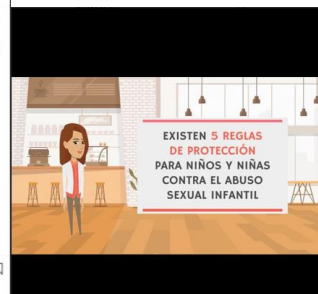 EXISTEN 5 REGLAS
DE PROTECCIÓN
PARA NIÑOS Y NIÑAS
CONTRA EL ABUSO
SEXUAL INFANTIL